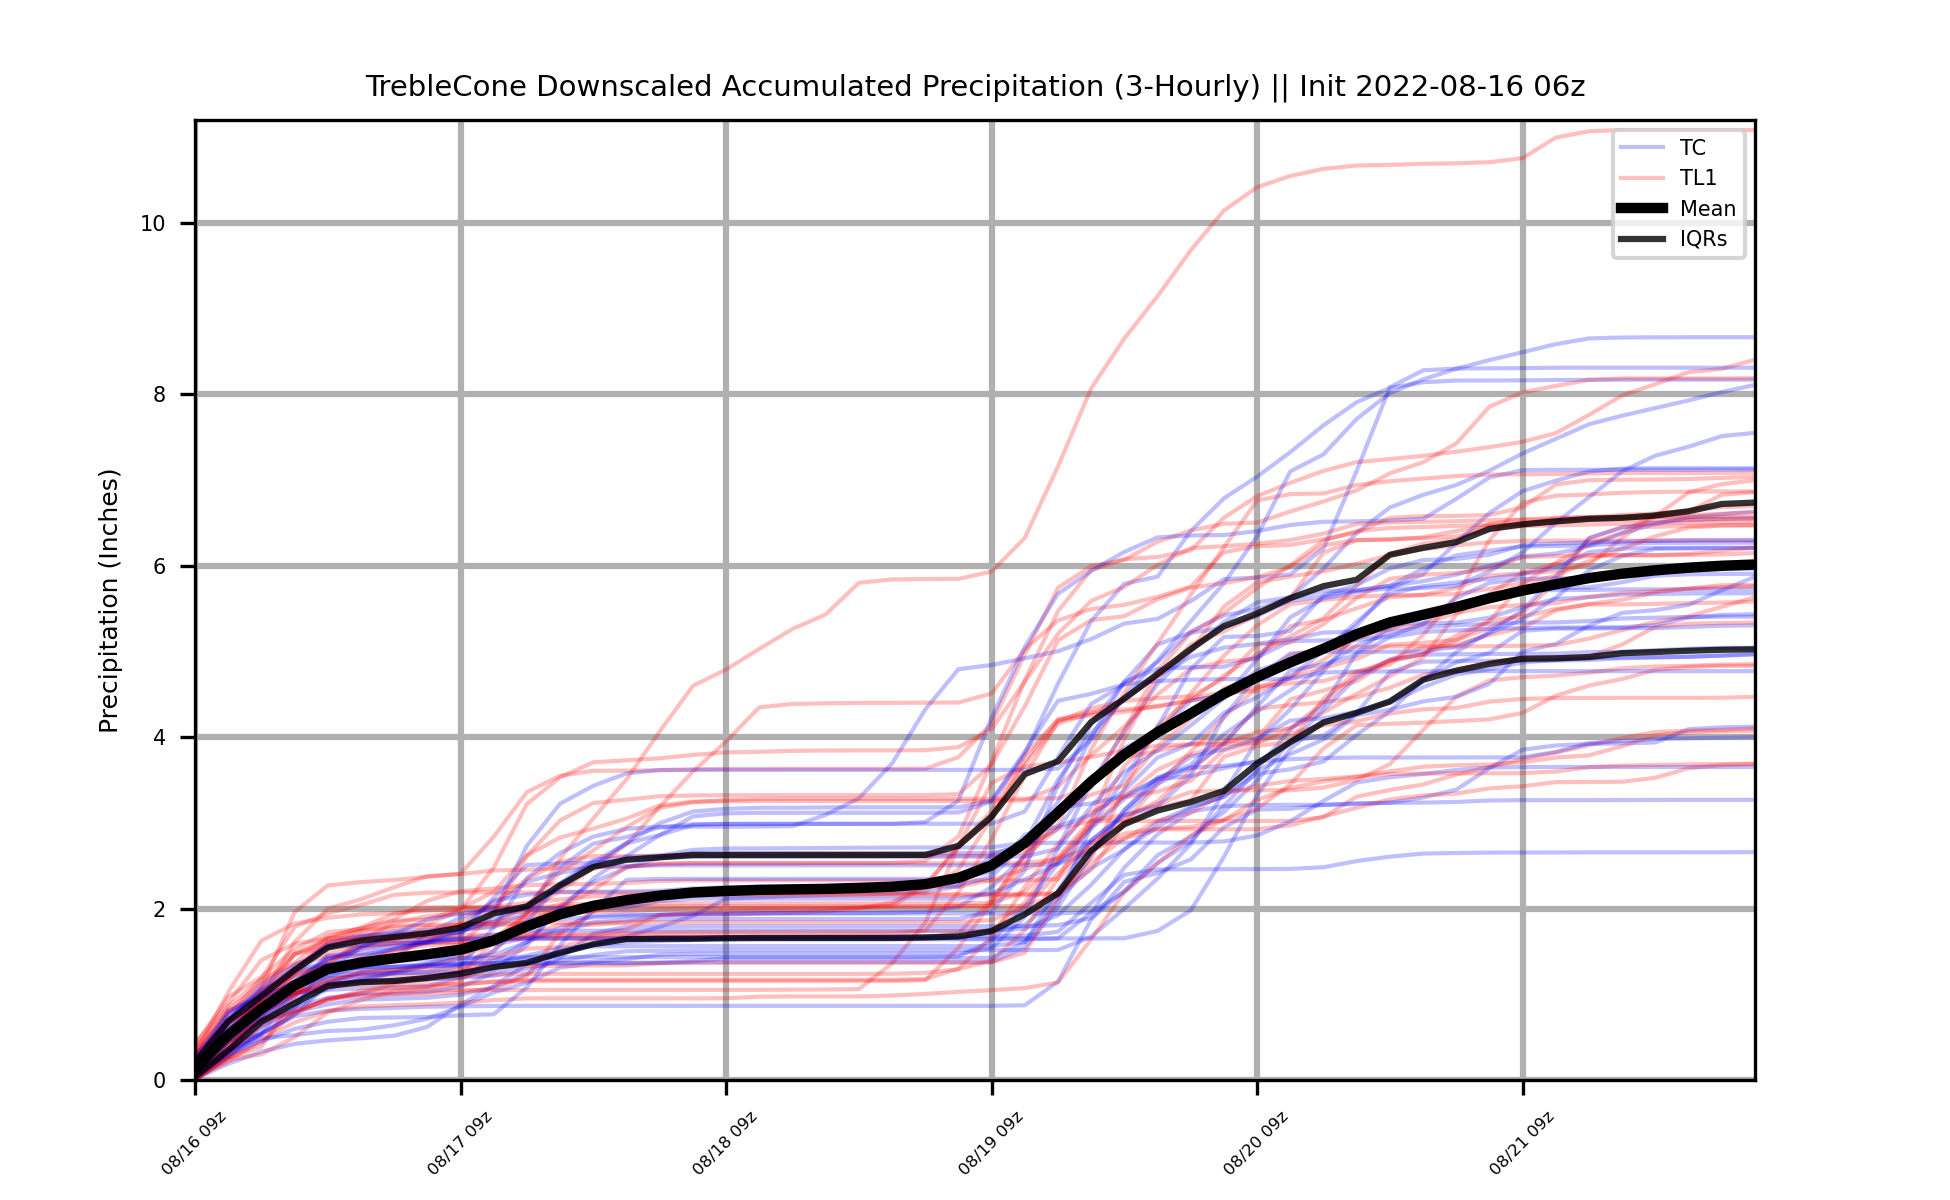 TrebleCone Downscaled Accumulated Precipitation (3-Hourly) || Init 2022-08-16 06z
TC
TL1
Mean
IQRs
Precipitation (Inches)
10
8
6
4
2
0
08/16 09z
08/17 09z
08/18 09z
08/19 09z
08/20 09z
08/21 09z